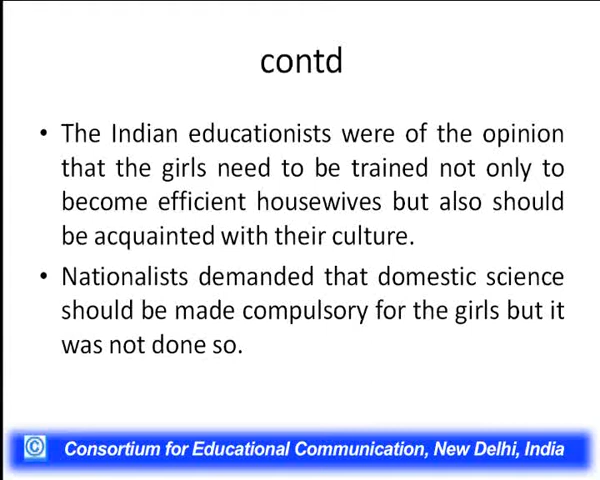 contd
• The Indian educationists were of the opinion
that the girls need to be trained not only to
become efficient housewives but also should
be acquainted with their culture.
• Nationalists demanded that domestic science
should be made compulsory for the girls but it
was not done so.
© Consortium for Educational Communication, New Delhi, India